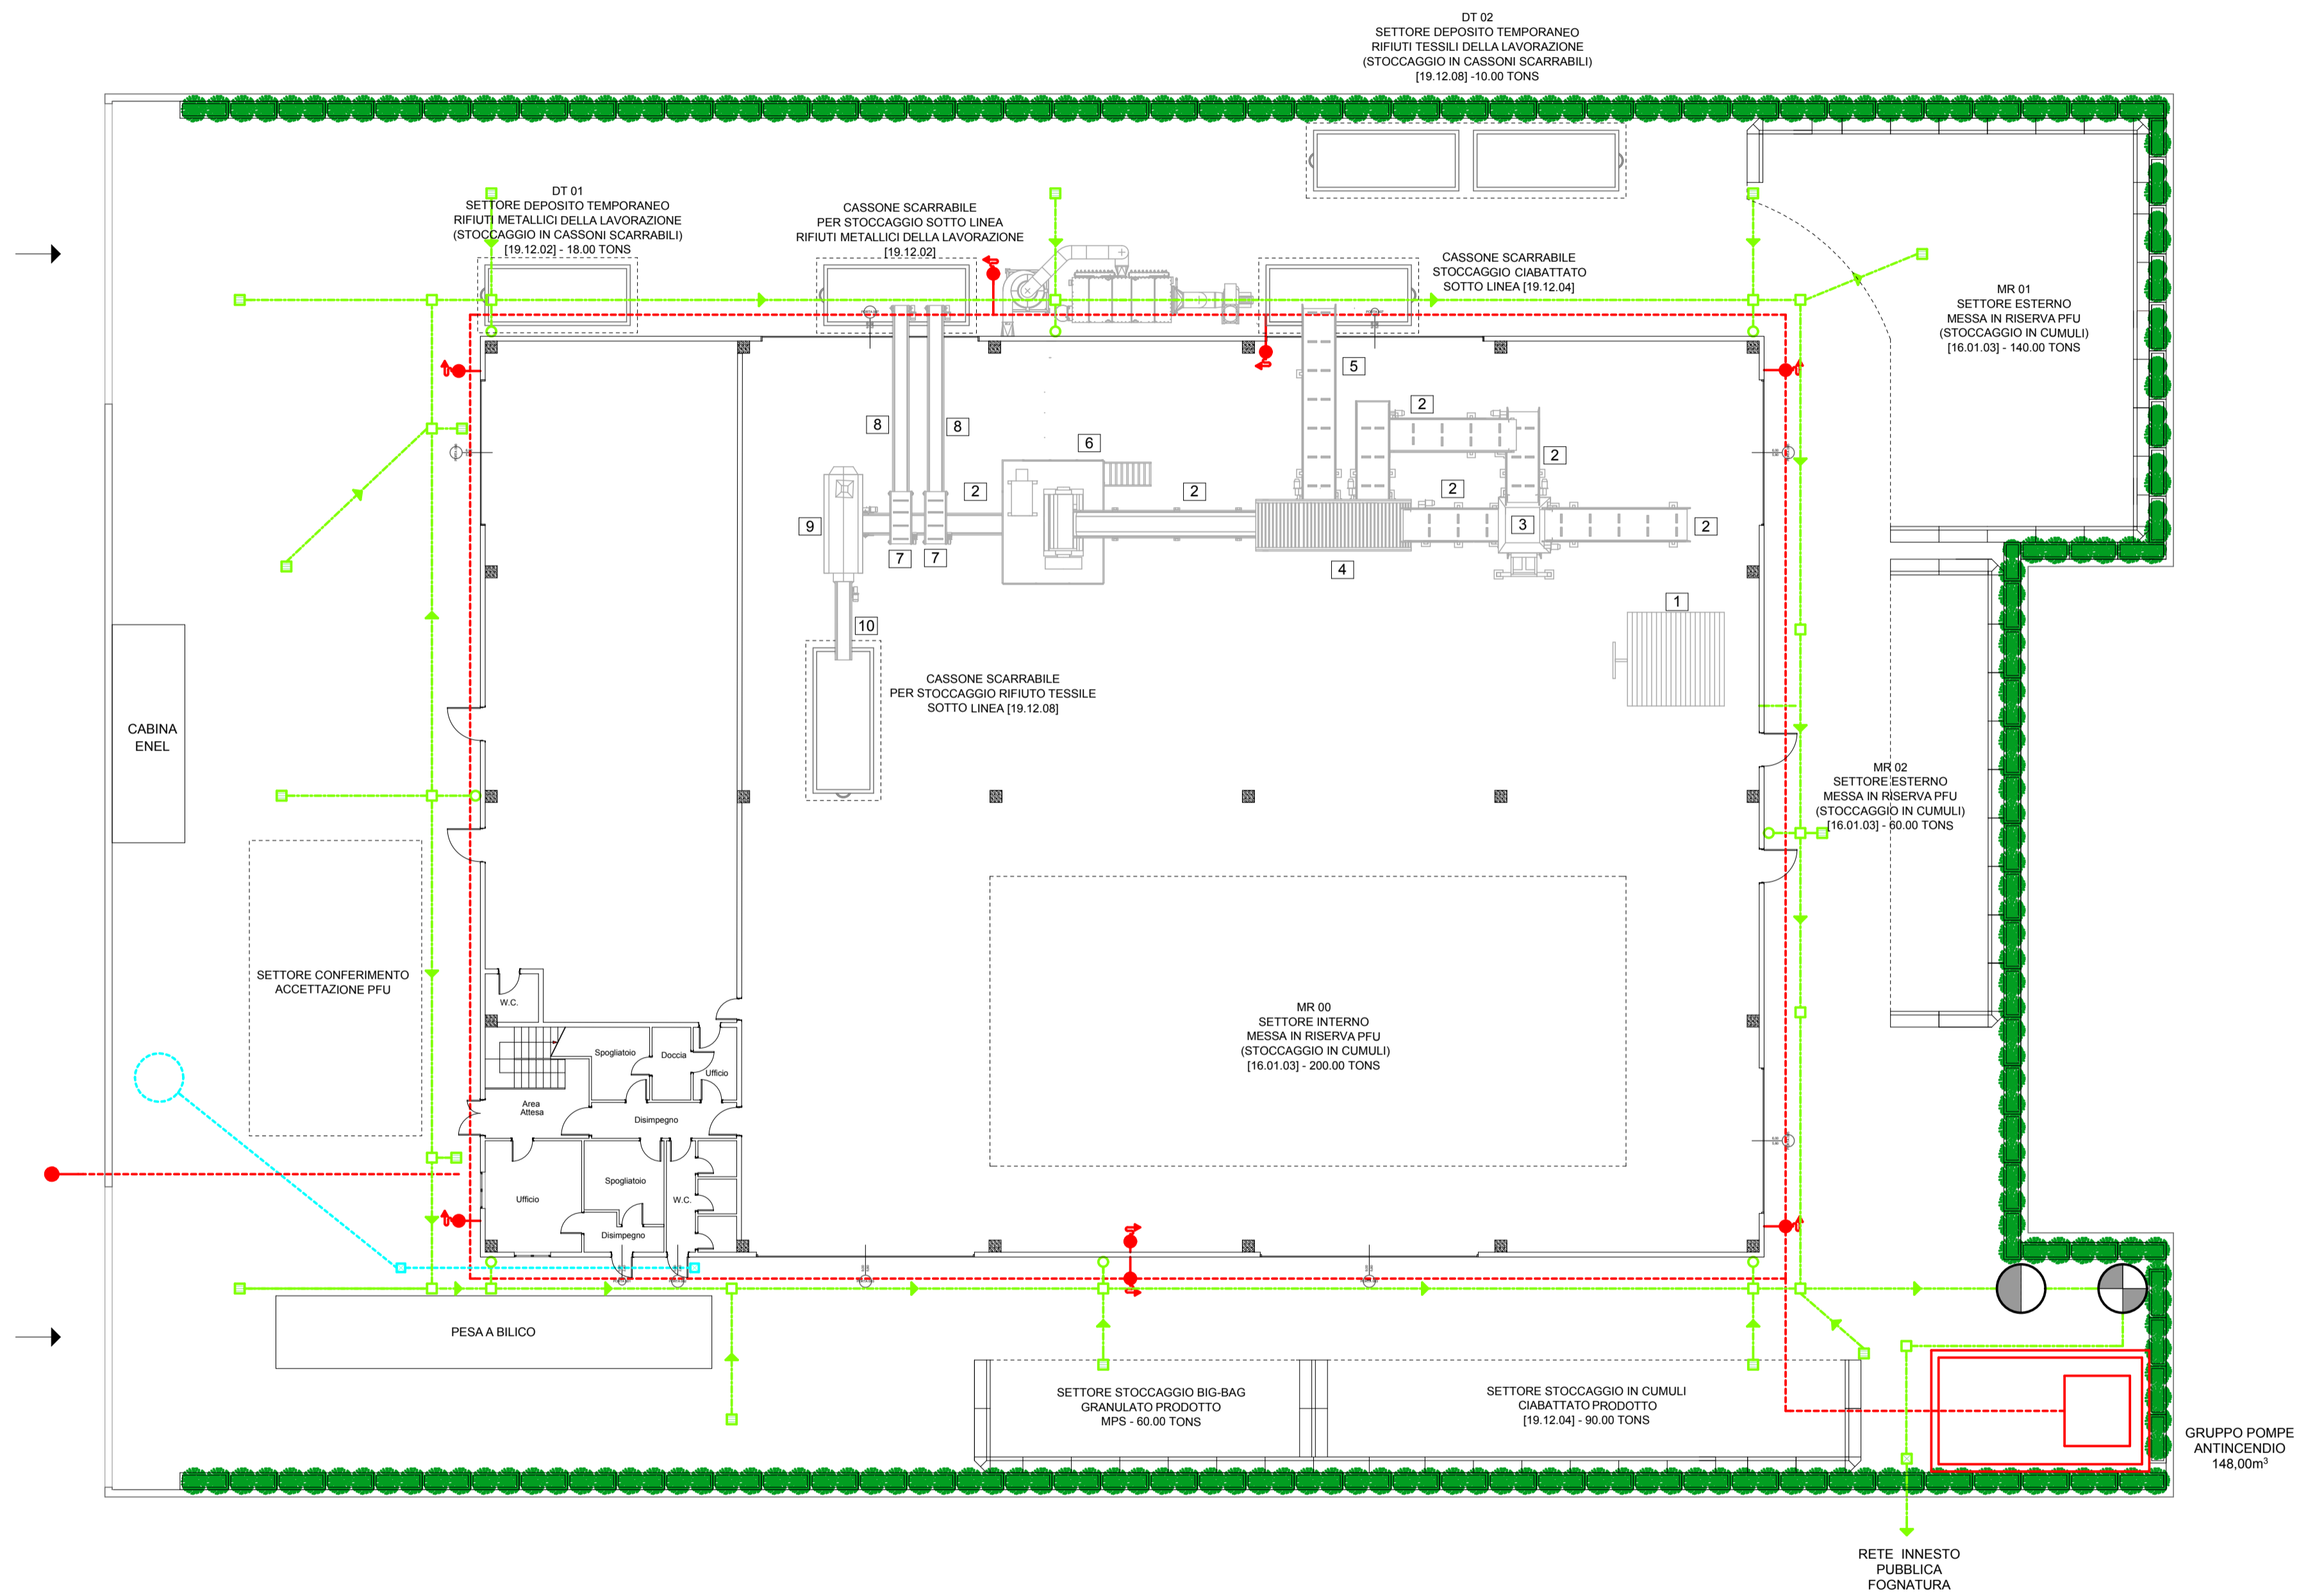 DT 02
SETTORE DEPOSITO TEMPORANEO
RIFIUTI TESSILI DELLA LAVORAZIONE
(STOCCAGGIO IN CASSONI SCARRABILI)
[19.12.08] -10.00 TONS
DT 01
SETTORE DEPOSITO TEMPORANEO
RIFIUTI METALLICI DELLA LAVORAZIONE
(STOCCAGGIO IN CASSONI SCARRABILI)
[19.12.02] - 18.00 TONS
CASSONE SCARRABILE
PER STOCCAGGIO SOTTO LINEA
RIFIUTI METALLICI DELLA LAVORAZIONE
[19.12.02]
CASSONE SCARRABILE
STOCCAGGIO CIABATTATO
SOTTO LINEA [19.12.04]
MR 01
SETTORE ESTERNO
MESSA IN RISERVA PFU
(STOCCAGGIO IN CUMULI)
[16.01.03] - 140.00 TONS
5
2
8
8
6
2
2
2
2
9
3
2
7
7
4
1
10
CASSONE SCARRABILE
PER STOCCAGGIO RIFIUTO TESSILE
SOTTO LINEA [19.12.08]
CABINA
ENEL
MR 02
SETTORE ESTERNO
MESSA IN RISERVA PFU
(STOCCAGGIO IN CUMULI)
[16.01.03] - 60.00 TONS
SETTORE CONFERIMENTO
ACCETTAZIONE PFU
W.C.
MR 00
SETTORE INTERNO
MESSA IN RISERVA PFU
(STOCCAGGIO IN CUMULI)
[16.01.03] - 200.00 TONS
Spogliatoio
Doccia
Ufficio
Area
Attesa
Disimpegno
Spogliatoio
Ufficio
W.C.
Disimpegno
PESA A BILICO
SETTORE STOCCAGGIO BIG-BAG
GRANULATO PRODOTTO
MPS - 60.00 TONS
SETTORE STOCCAGGIO IN CUMULI
CIABATTATO PRODOTTO
[19.12.04] - 90.00 TONS
GRUPPO POMPE
ANTINCENDIO
148,00m³
RETE INNESTO
PUBBLICA
FOGNATURA